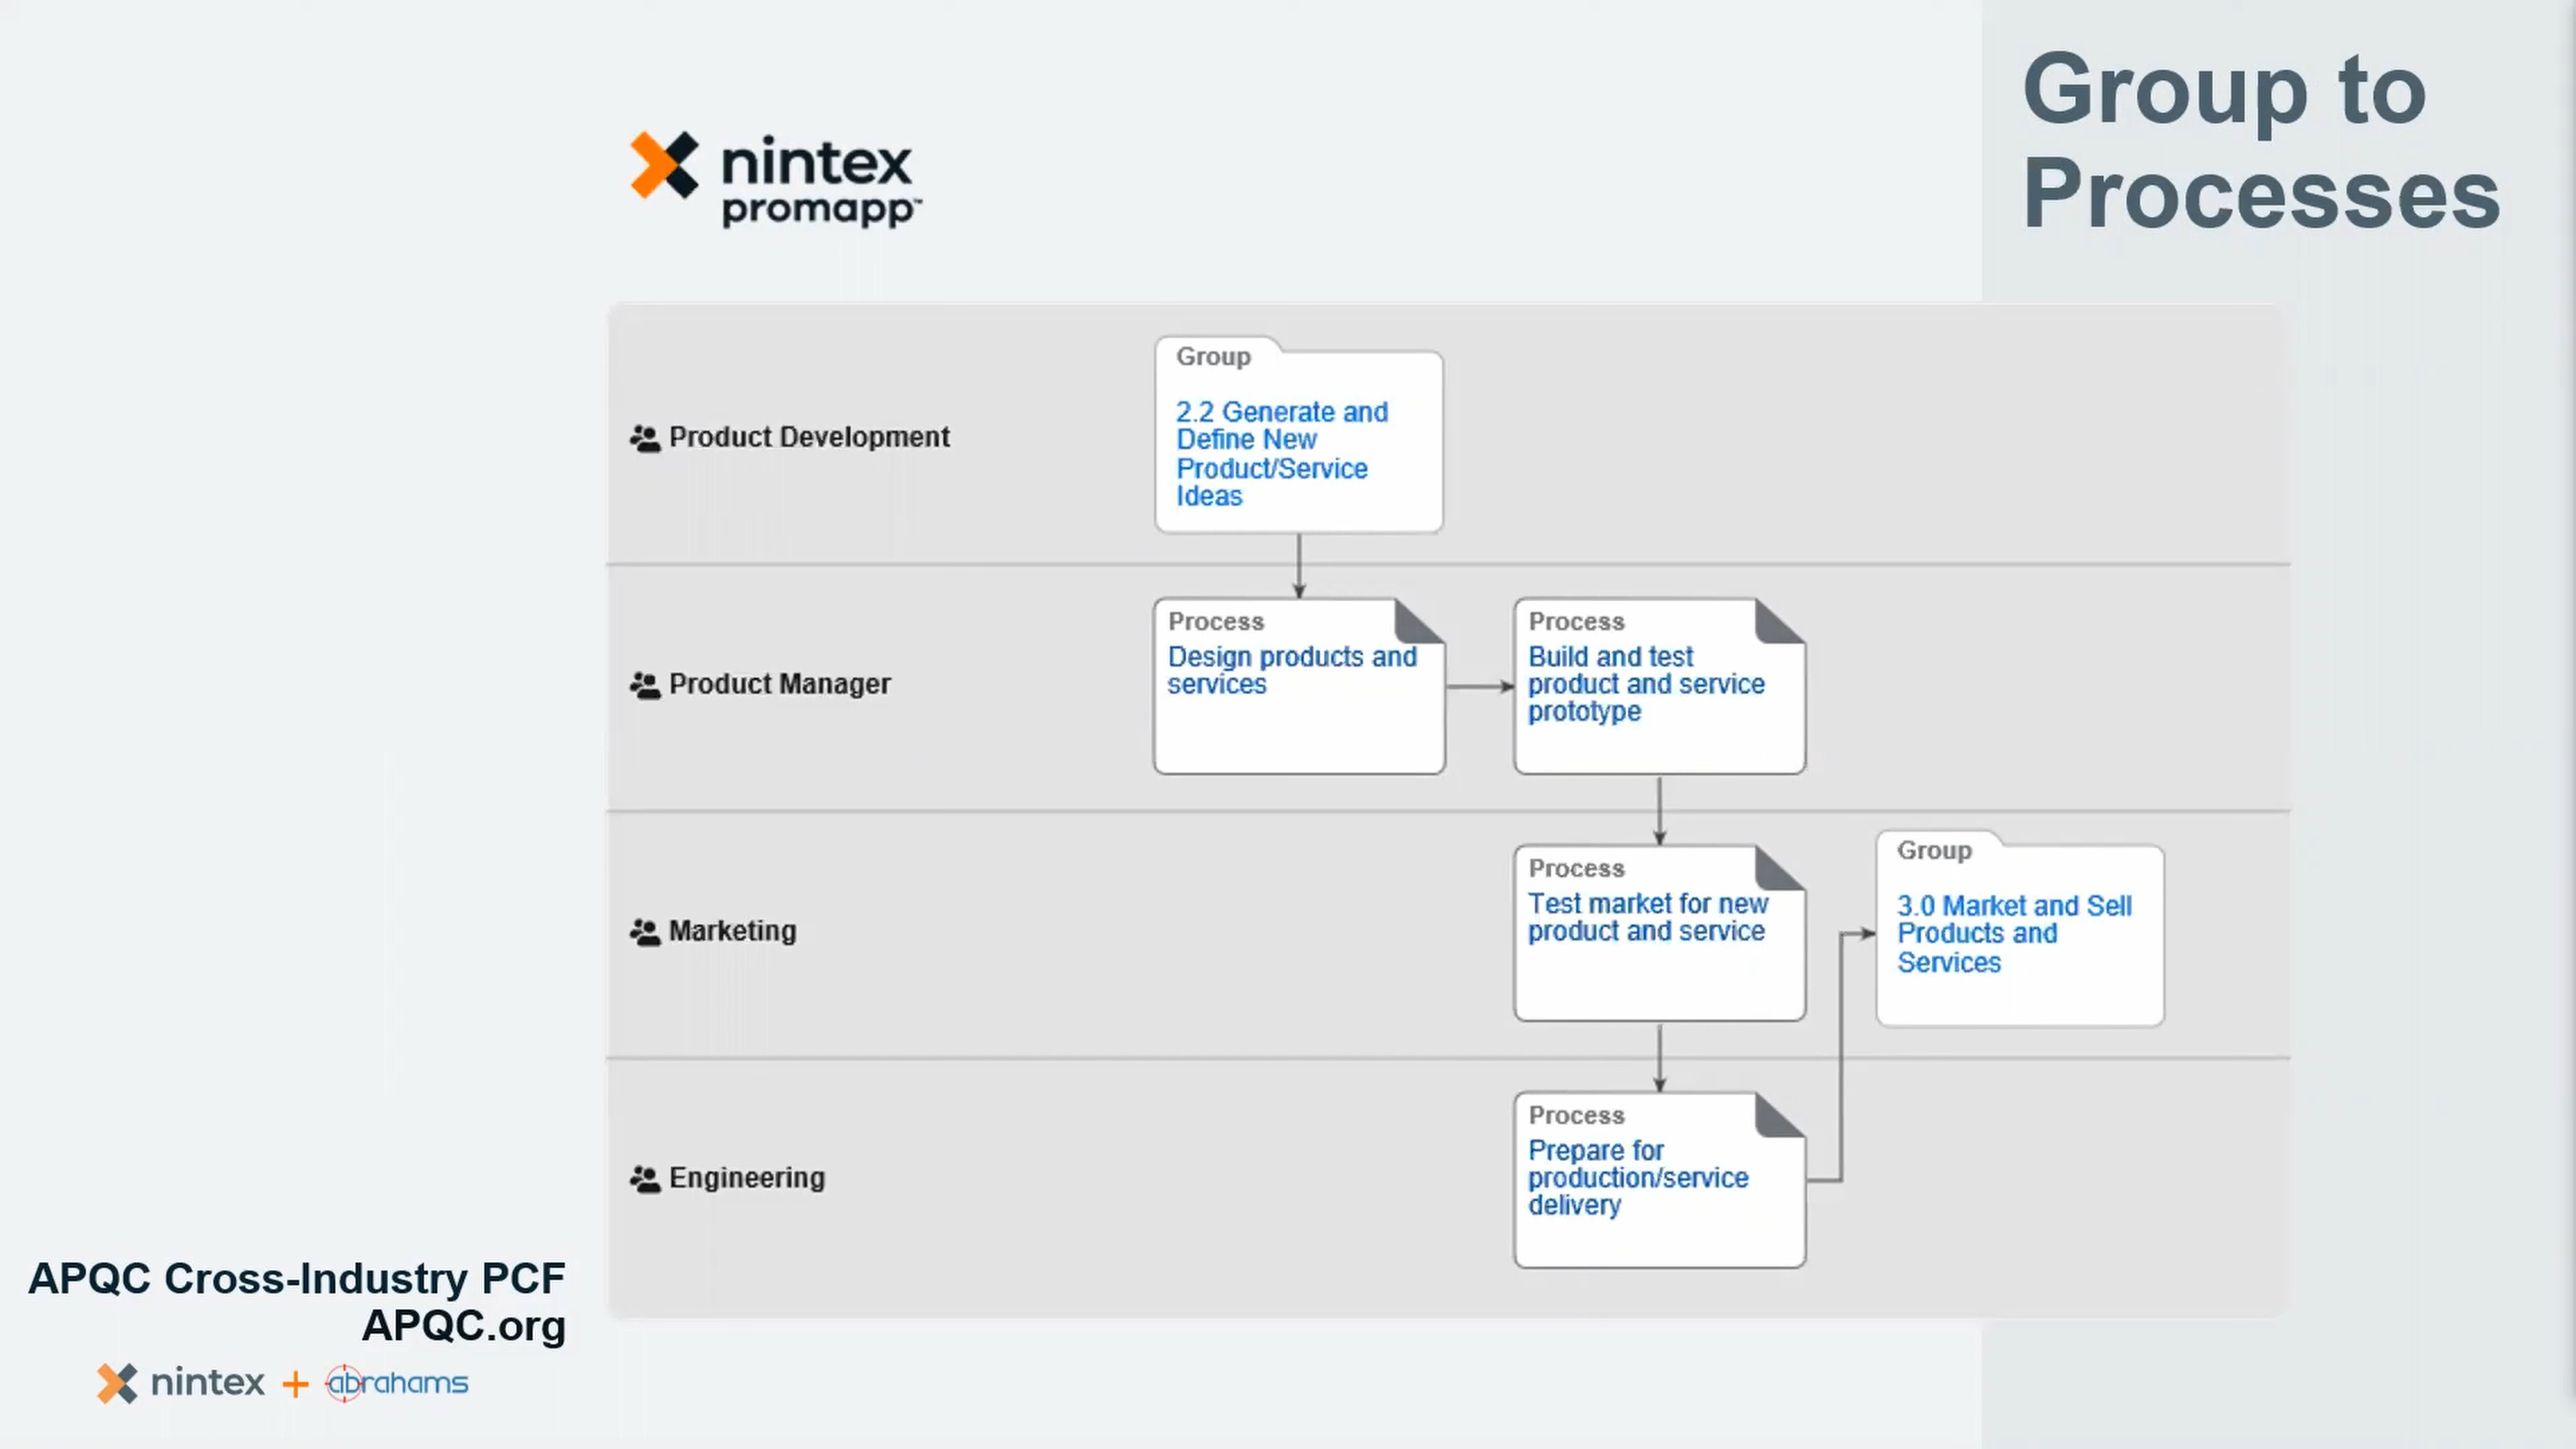 Group to
Processes
nintex
promapp™
Product Development
Group
2.2 Generate and
Define New
Product/Service
Ideas
Product Manager
Process
Design products and
services
Process
Build and test
product and service
prototype
Marketing
Process
Test market for new
product and service
Group
3.0 Market and Sell
Products and
Services
Engineering
Process
Prepare for
production/service
delivery
APQC Cross-Industry PCF
APQC.org
nintex + abrahams